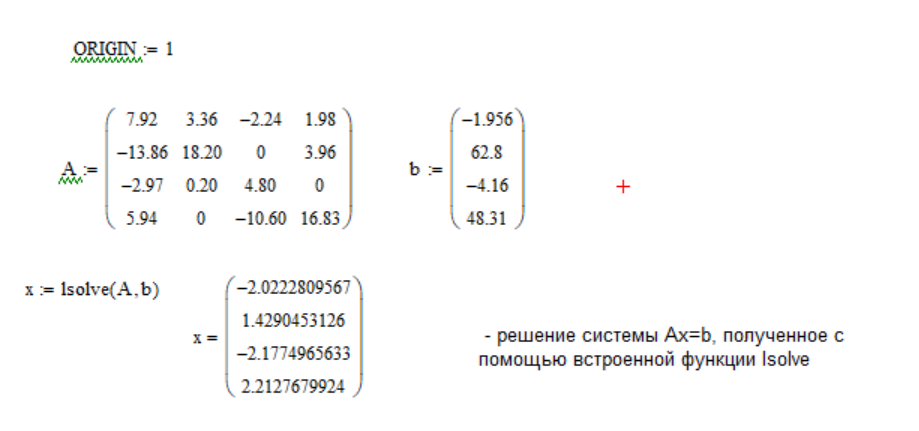 ORIGIN := 1
A := 7.92 3.36 −2.24 1.98
−13.86 18.20 0 3.96
−2.97 0.20 4.80 0
5.94 0 −10.60 16.83
b := −1.956
62.8
−4.16
48.31
x := lsolve(A,b)
x = −2.0222809567
1.4290453126
−2.1774965633
2.2127679924
- решение системы Ax=b, полученное с
помощью встроенной функции lsolve